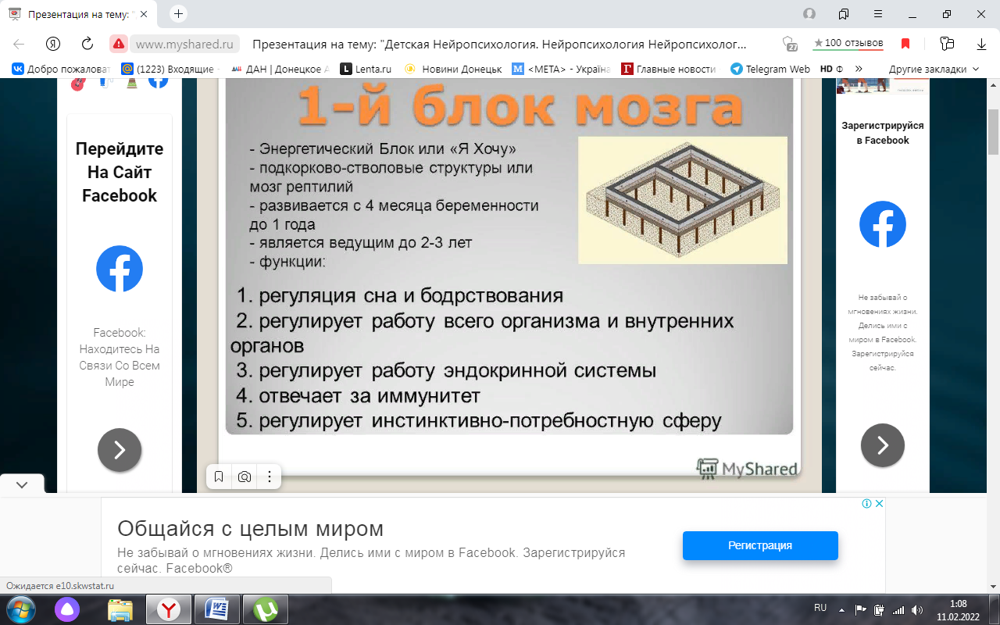 Презентация на тему: "
www.myshared.ru
Презентация на тему: "Детская Нейропсихология. Нейропсихология Нейропсихолог...
27
★100 отзывов
Добро пожаловат
(1223) Входящие -
ДАН | Донецкое А
Lenta.ru
Новини Донецьк
<МЕТА> - Україна
Главные новости -
Telegram Web
HD Ф
»
Другие закладки
Перейдите
На Сайт
Facebook
Facebook:
Находитесь На
Связи Со Всем
Мире
1-й блок мозга
- Энергетический Блок или «Я Хочу»
- подкорково-стволовые структуры или
мозг рептилий
- развивается с 4 месяца беременности
до 1 года
- является ведущим до 2-3 лет
- функции:
1. регуляция сна и бодрствования
2. регулирует работу всего организма и внутренних
органов
3. регулирует работу эндокринной системы
4. отвечает за иммунитет
5. регулирует инстинктивно-потребностную сферу
MyShared
Зарегистрируйся
в Facebook
Не забывай о
мгновениях жизни.
Делись ими с
миром в Facebook.
Зарегистрируйся
сейчас.
Общайся с целым миром
Не забывай о мгновениях жизни. Делись ими с миром в Facebook. Зарегистрируйся
сейчас. Facebook®
Регистрация
Ожидается e10.skwstat.ru
RU
1:08
11.02.2022